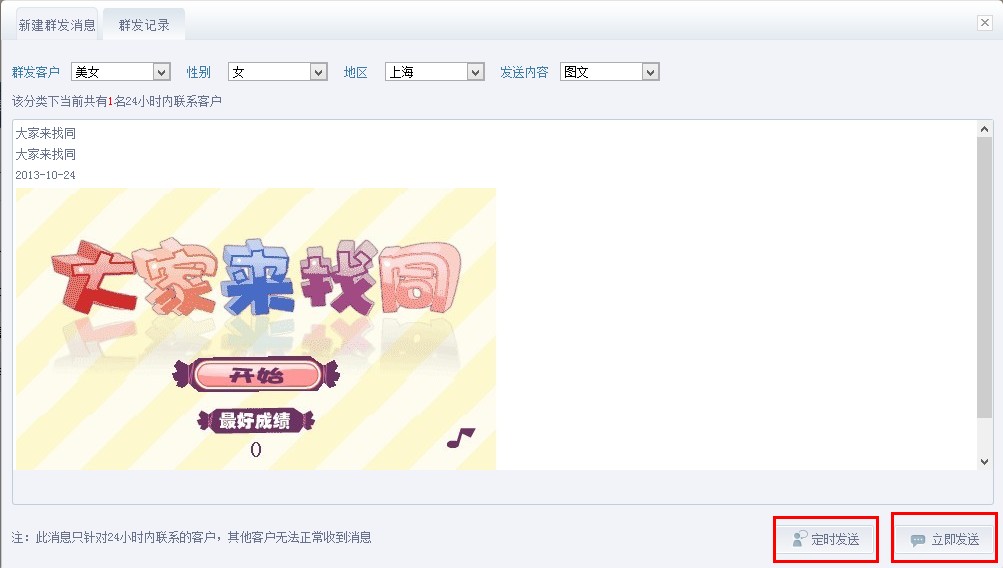 新建群发消息 群发记录
群发客户 美女 性别 女 地区 上海 发送内容 图文
该分类下当前共有1名24小时内联系客户
大家来找同
大家来找同
2013-10-24
大家来找同
开始
最好成绩
0
注：此消息只针对24小时内联系的客户，其他客户无法正常收到消息
定时发送 立即发送